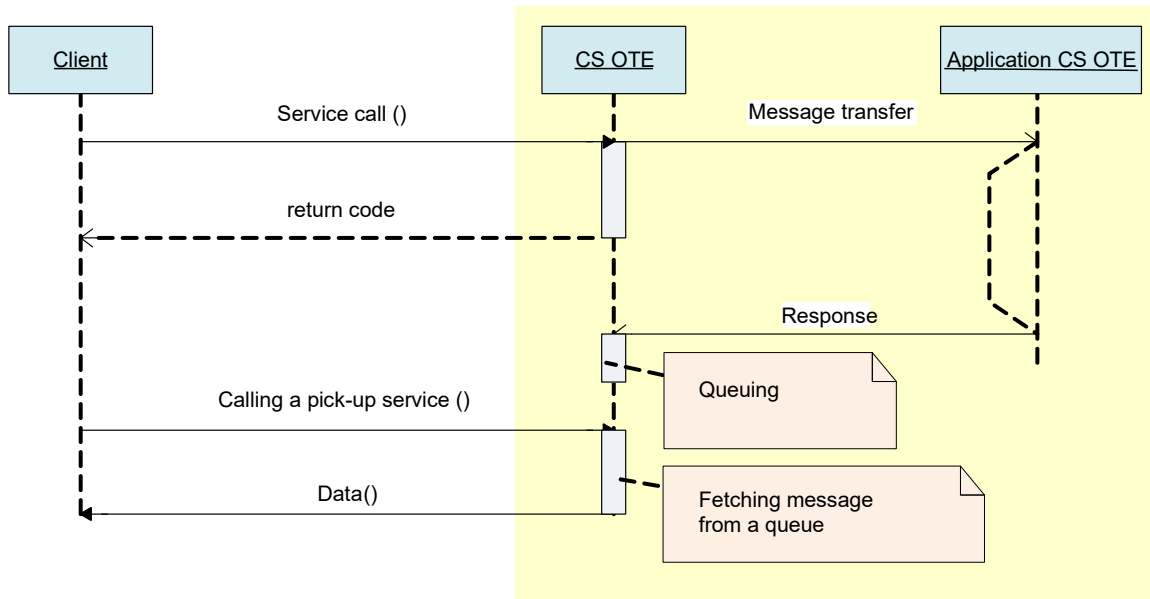 Client
CS OTE
Application CS OTE
Service call ()
Message transfer
return code
Response
Queuing
Calling a pick-up service ()
Data()
Fetching message
from a queue